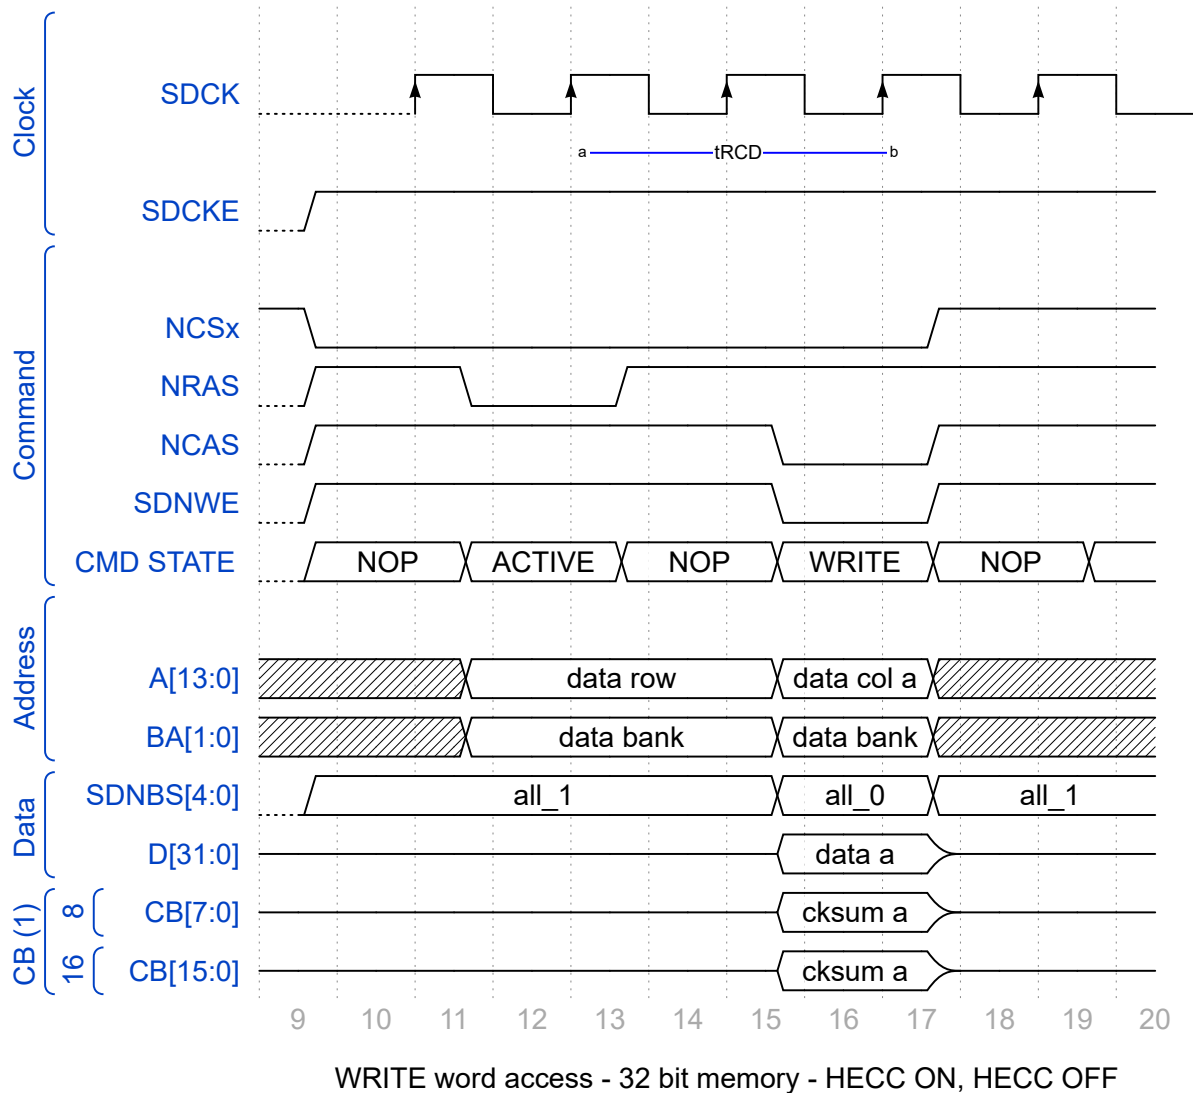 Clock
SDCK
a tRCD b
SDCKE
Command
NCSx
NRAS
NCAS
SDNWE
CMD STATE NOP ACTIVE NOP WRITE NOP
Address
A[13:0] data row data col a
BA[1:0] data bank data bank
Data
SDNBS[4:0] all_1 all_0 all_1
D[31:0] data a
CB (1)
8 CB[7:0] cksum a
16 CB[15:0] cksum a
9 10 11 12 13 14 15 16 17 18 19 20
WRITE word access - 32 bit memory - HECC ON, HECC OFF